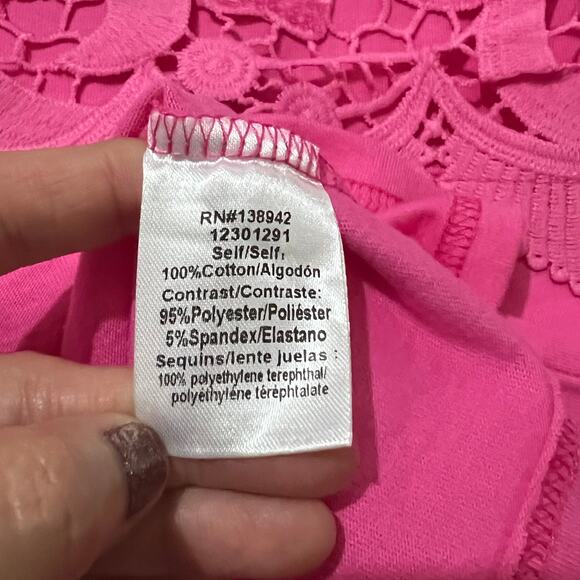 RN#138942
12301291
Self/Self:
100%Cotton/Algodón
Contrast/Contraste:
95%Polyester/Poliéster
5%Spandex/Elastano
Sequins/lente juelas :
100% polyethylene terephthal/
polyéthyléne téréphtalate